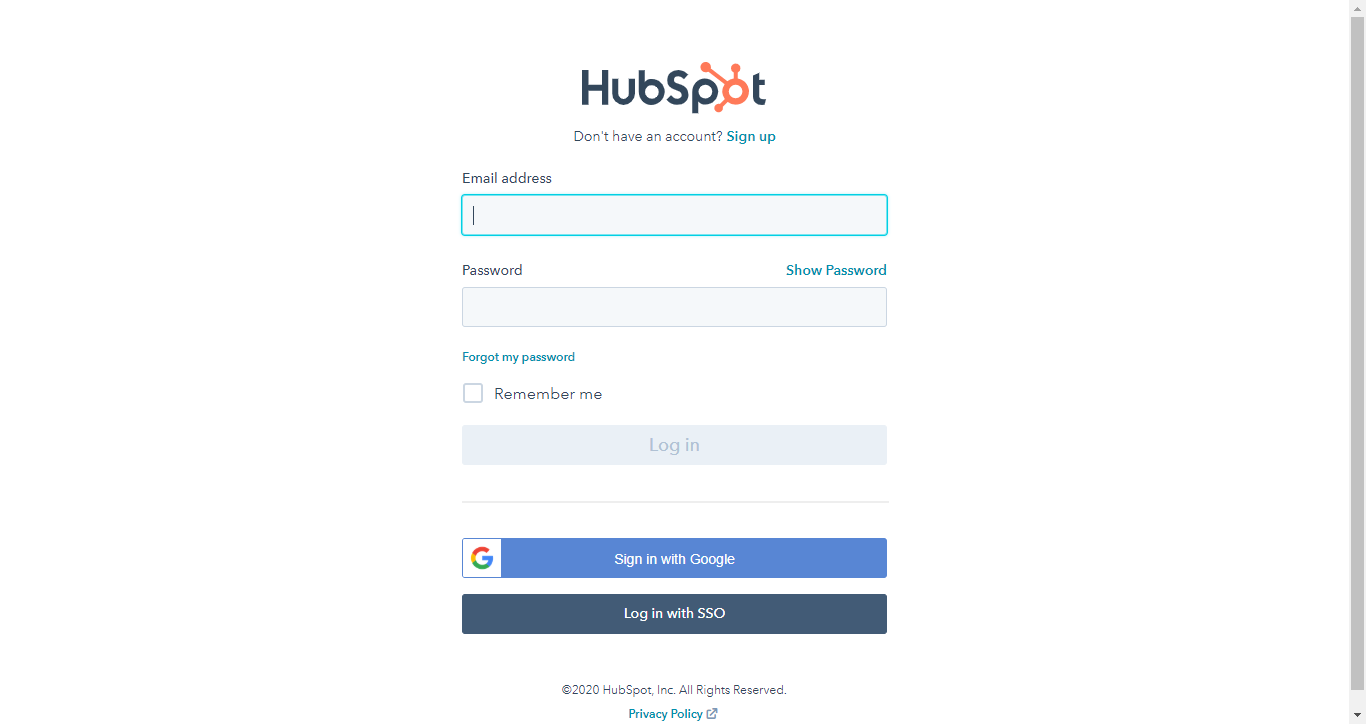 HubSpot
Don't have an account? Sign up
Email address
Password Show Password
Forgot my password
Remember me
Log in
Sign in with Google
Log in with SSO
©2020 HubSpot, Inc. All Rights Reserved.
Privacy Policy